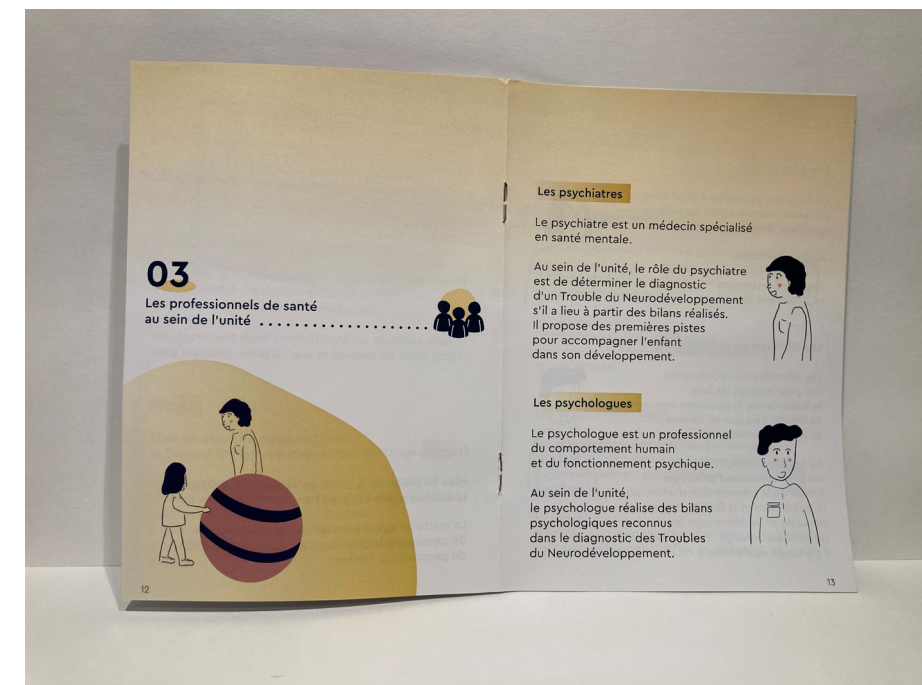 03
Les professionnels de santé
au sein de l'unité ........................
12
Les psychiatres
Le psychiatre est un médecin spécialisé
en santé mentale.
Au sein de l'unité, le rôle du psychiatre
est de déterminer le diagnostic
d'un Trouble du Neurodéveloppement
s'il a lieu à partir des bilans réalisés.
Il propose des premières pistes
pour accompagner l'enfant
dans son développement.
Les psychologues
Le psychologue est un professionnel
du comportement humain
et du fonctionnement psychique.
Au sein de l'unité,
le psychologue réalise des bilans
psychologiques reconnus
dans le diagnostic des Troubles
du Neurodéveloppement.
13